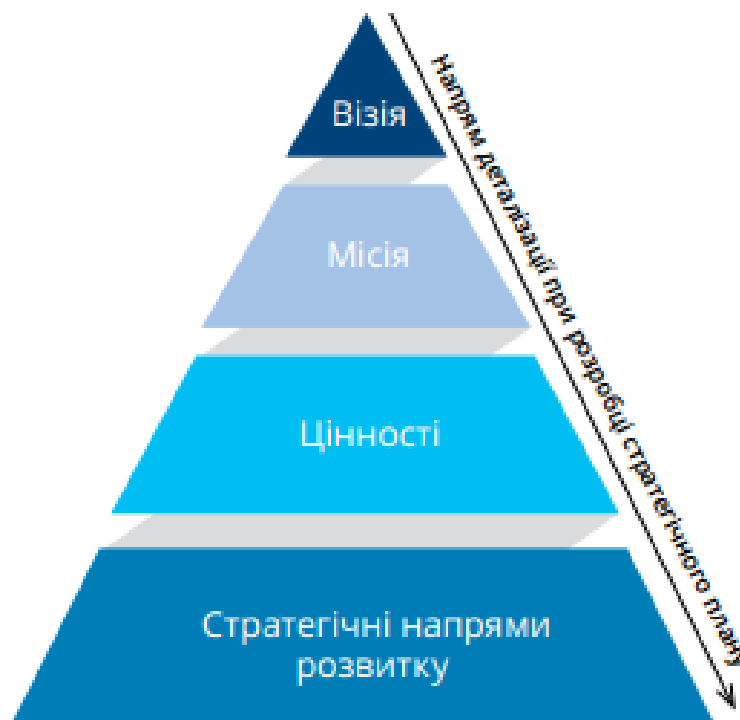 Візія
Місія
Цінності
Стратегічні напрями
розвитку
Напрям деталізації при розробці стратегічного плану